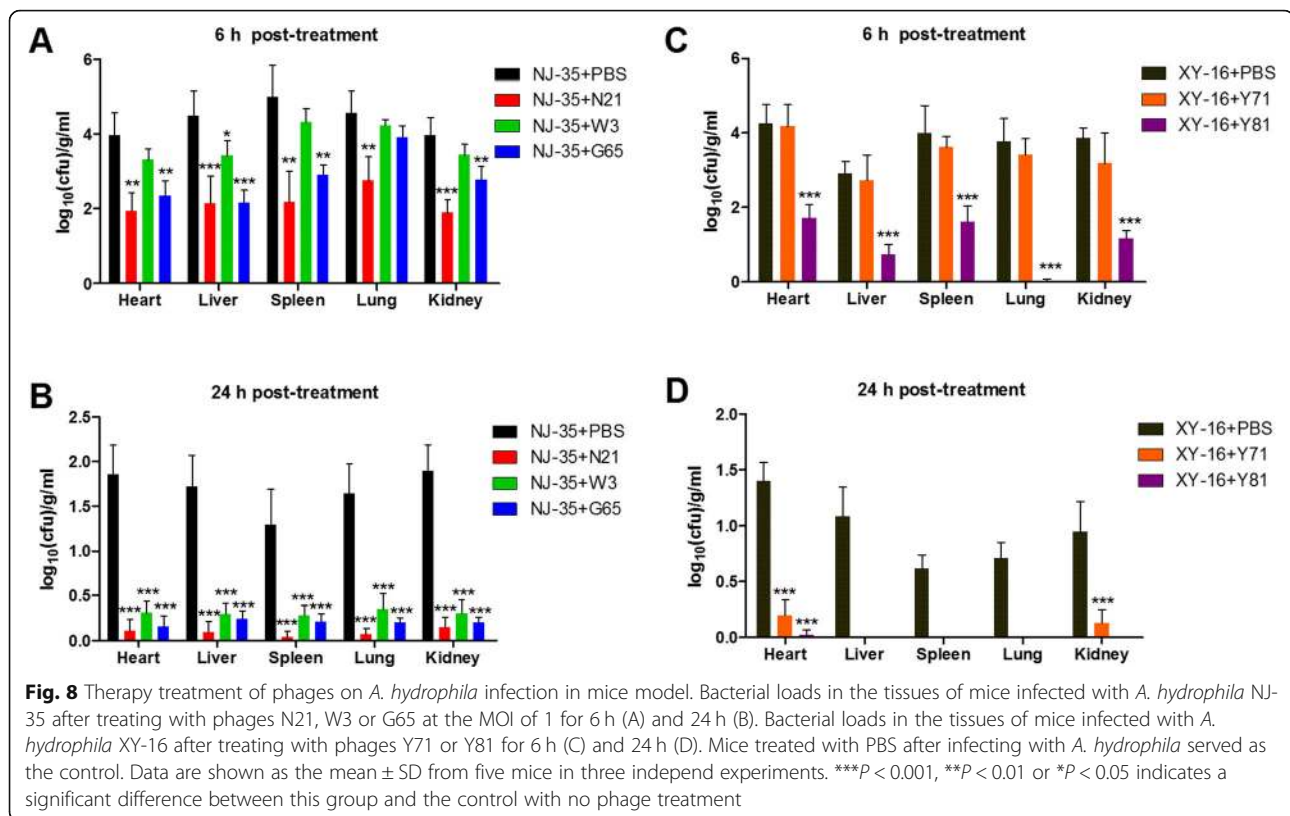 A
6 h post-treatment
log10(cfu)/g/ml
6
4
2
0
** *** ** ** ***
* 
** *** ** **
Heart Liver Spleen Lung Kidney
NJ-35+PBS
NJ-35+N21
NJ-35+W3
NJ-35+G65
C
6 h post-treatment
log10(cfu)/g/ml
6
4
2
0
*** *** *** *** ***
Heart Liver Spleen Lung Kidney
XY-16+PBS
XY-16+Y71
XY-16+Y81
B
24 h post-treatment
log10(cfu)/g/ml
2.5
2.0
1.5
1.0
0.5
0.0
*** *** *** *** *** *** *** *** *** *** *** *** *** *** ***
Heart Liver Spleen Lung Kidney
NJ-35+PBS
NJ-35+N21
NJ-35+W3
NJ-35+G65
D
24 h post-treatment
log10(cfu)/g/ml
2.0
1.5
1.0
0.5
0.0
*** *** ***
Heart Liver Spleen Lung Kidney
XY-16+PBS
XY-16+Y71
XY-16+Y81
Fig. 8 Therapy treatment of phages on A. hydrophila infection in mice model. Bacterial loads in the tissues of mice infected with A. hydrophila NJ-
35 after treating with phages N21, W3 or G65 at the MOI of 1 for 6 h (A) and 24 h (B). Bacterial loads in the tissues of mice infected with A.
hydrophila XY-16 after treating with phages Y71 or Y81 for 6 h (C) and 24 h (D). Mice treated with PBS after infecting with A. hydrophila served as
the control. Data are shown as the mean ± SD from five mice in three independ experiments. ***P < 0.001, **P < 0.01 or *P < 0.05 indicates a
significant difference between this group and the control with no phage treatment